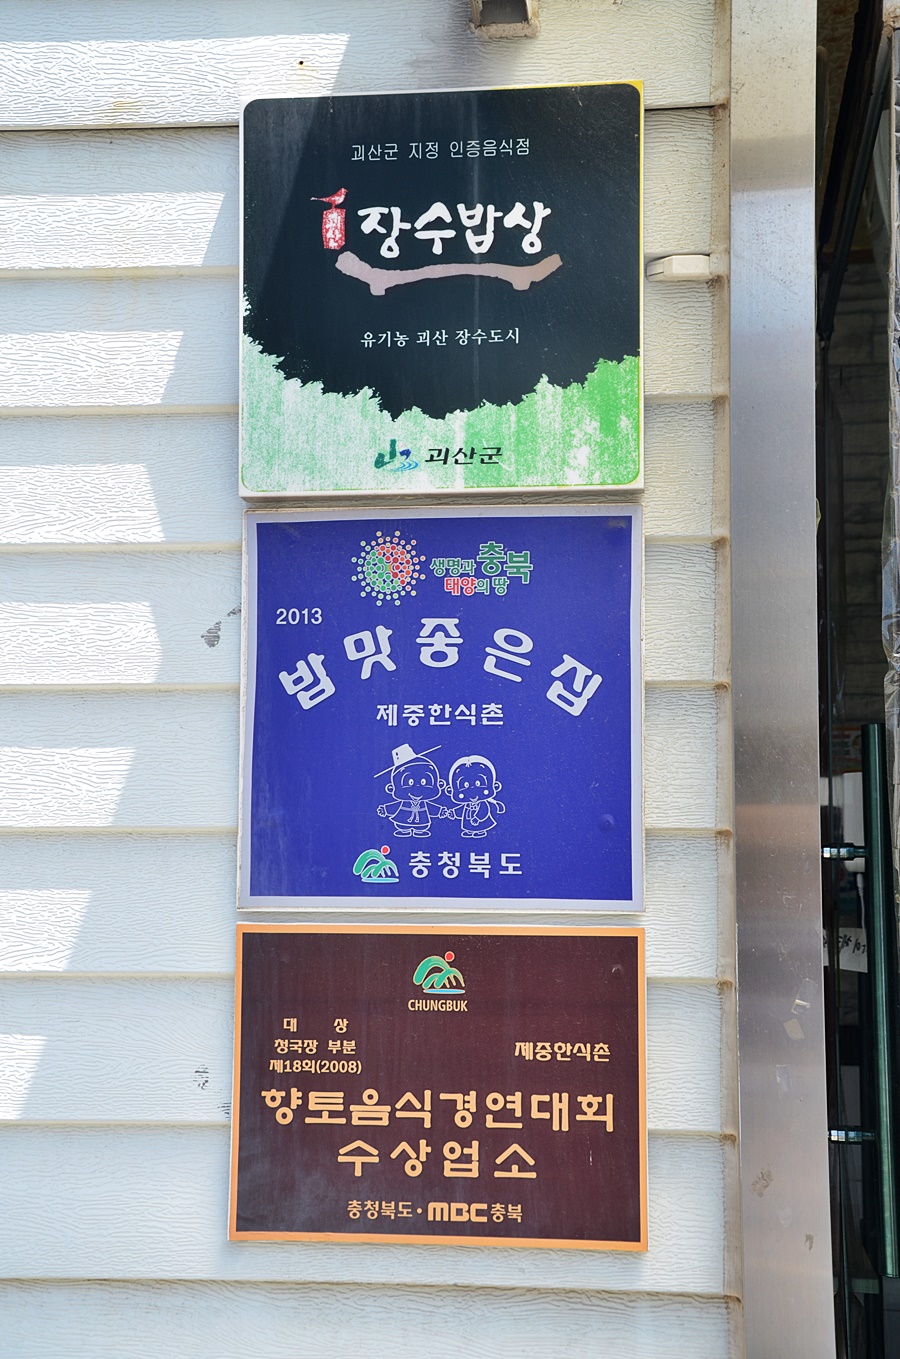 괴산군 지정 인증음식점
괴산 장수밥상
유기농 괴산 장수도시
괴산군
생명과 충북
태양의 땅
2013
밥맛좋은집
제중한식촌
충청북도
CHUNGBUK
대 상
청국장 부분
제18회(2008)
제중한식촌
향토음식경연대회
수상업소
충청북도·MBC충북